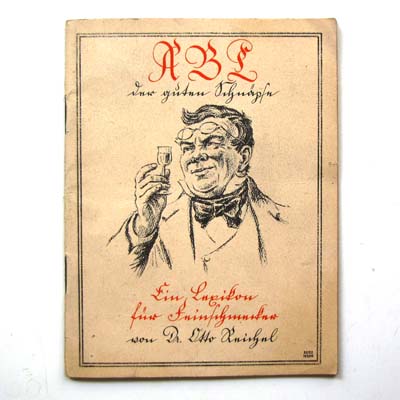 ABC
der guten Schnäpse
Ein Lexikon
für Feinschmecker
von Dr. Otto Reichel